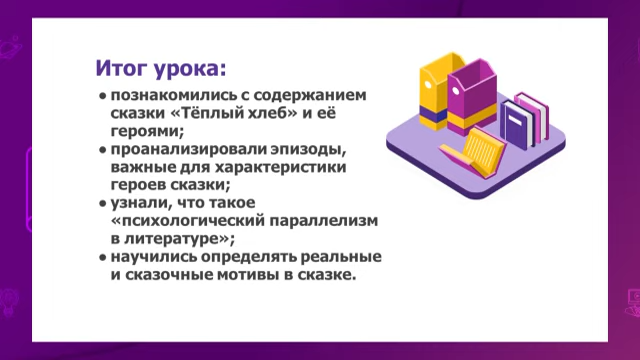 Итог урока:
• познакомились с содержанием
сказки «Тёплый хлеб» и её
героями;
• проанализировали эпизоды,
важные для характеристики
героев сказки;
• узнали, что такое
«психологический параллелизм
в литературе»;
• научились определять реальные
и сказочные мотивы в сказке.